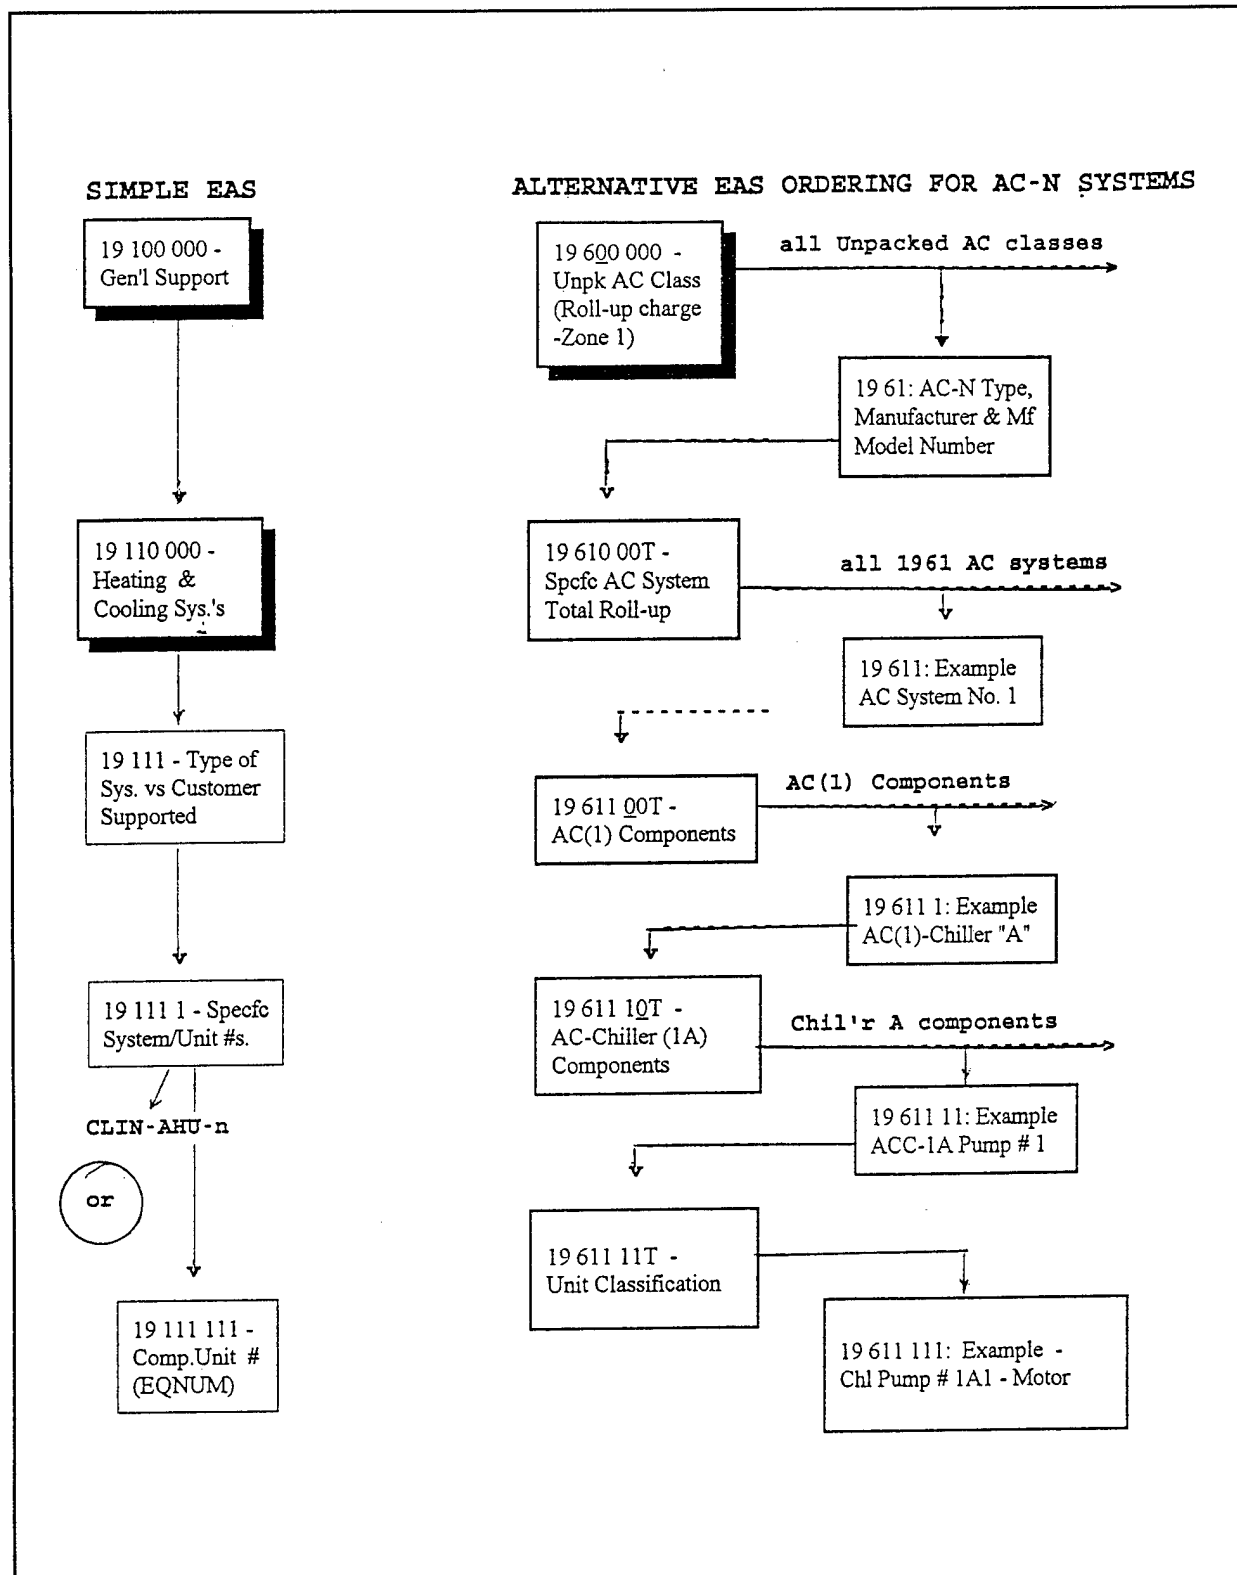 SIMPLE EAS
19 100 000 -
Gen'l Support
19 110 000 -
Heating &
Cooling Sys.'s
19 111 - Type of
Sys. vs Customer
Supported
19 111 1 - Specfc
System/Unit #s.
CLIN-AHU-n
or
19 111 111 -
Comp.Unit #
(EQNUM)
ALTERNATIVE EAS ORDERING FOR AC-N SYSTEMS
19 600 000 -
Unpk AC Class
(Roll-up charge
-Zone 1)
all Unpacked AC classes
19 61: AC-N Type,
Manufacturer & Mf
Model Number
19 610 00T -
Spcfc AC System
Total Roll-up
all 1961 AC systems
19 611: Example
AC System No. 1
19 611 00T -
AC(1) Components
AC(1) Components
19 611 1: Example
AC(1)-Chiller "A"
19 611 10T -
AC-Chiller (1A)
Components
Chil'r A components
19 611 11: Example
ACC-1A Pump # 1
19 611 11T -
Unit Classification
19 611 111: Example -
Chl Pump # 1A1 - Motor